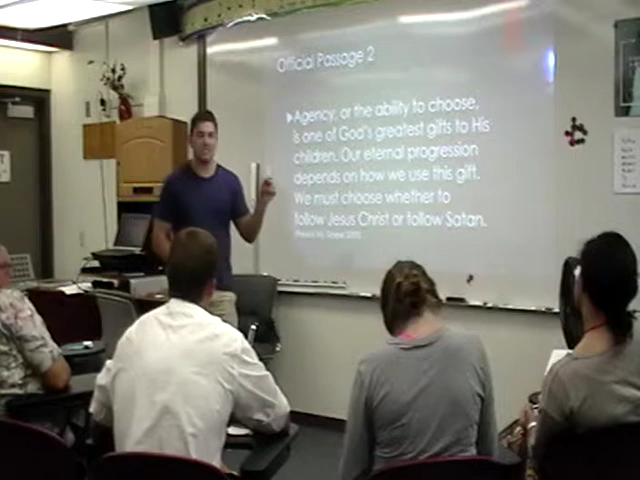 Official Passage 2
Agency, or the ability to choose,
is one of God's greatest gifts to His
children. Our eternal progression
depends on how we use this gift.
We must choose whether to
follow Jesus Christ or follow Satan.